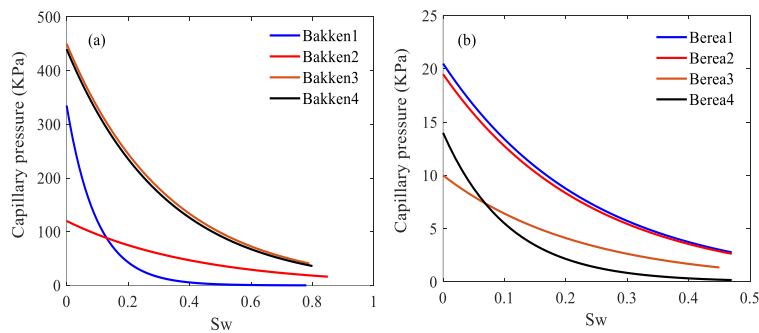 (a)
Bakken1
Bakken2
Bakken3
Bakken4
Capillary pressure (KPa)
500
400
300
200
100
0
0 0.2 0.4 0.6 0.8 1
Sw
(b)
Berea1
Berea2
Berea3
Berea4
Capillary pressure (KPa)
25
20
15
10
5
0
0 0.1 0.2 0.3 0.4 0.5
Sw